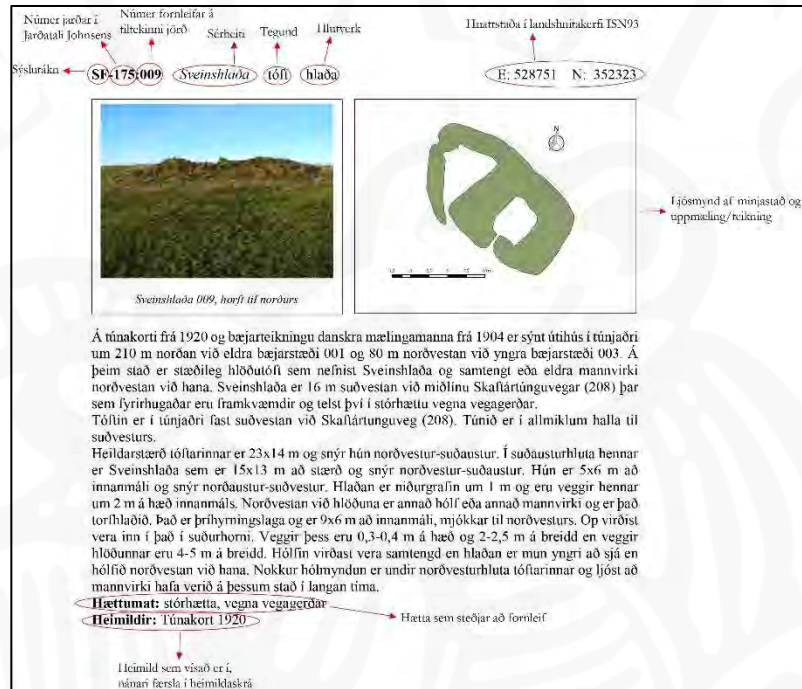 Númer jarðar í
Jarðatali Johnsens
Númer fornleifar á
tiltekinni jörð
Sérheiti
Tegund
Hlutverk
Hnattstaða í landshnitakerfi ISN93
Sýslutákn
SF-175:009
Sveinshlaða
tóft
hlaða
E: 528751 N: 352323
N
Ljósmynd af minjastað og
uppmæling/teikning
Sveinshlaða 009, horft til norðurs
Á túnakorti frá 1920 og bæjarteikningu danskra mælingamanna frá 1904 er sýnt útihús í túnjaðri
um 210 m norðan við eldra bæjarstæði 001 og 80 m norðvestan við yngra bæjarstæði 003. Á
þeim stað er stæðileg hlöðutóft sem nefnist Sveinshlaða og samtengt eða eldra mannvirki
norðvestan við hana. Sveinshlaða er 16 m suðvestan við miðlínu Skaftártúnguvegar (208) þar
sem fyrirhugaðar eru framkvæmdir og telst því í stórhættu vegna vegagerðar.
Tóftin er í túnjaðri fast suðvestan við Skaftártunguveg (208). Túnið er í allmiklum halla til
suðvesturs.
Heildarstærð tóftarinnar er 23x14 m og snýr hún norðvestur-suðaustur. Í suðausturhluta hennar
er Sveinshlaða sem er 15x13 m að stærð og snýr norðvestur-suðaustur. Hún er 5x6 m að
innanmáli og snýr norðaustur-suðvestur. Hlaðan er niðurgrafin um 1 m og eru veggir hennar
um 2 m á hæð innanmáls. Norðvestan við hlöðuna er annað hólf eða annað mannvirki og er það
torfhlaðið. Það er þríhyrningslaga og er 9x6 m að innanmáli, mjókkar til norðvesturs. Op virðist
vera inn í það í suðurhorni. Veggir þess eru 0,3-0,4 m á hæð og 2-2,5 m á breidd en veggir
hlöðunnar eru 4-5 m á breidd. Hólfin virðast vera samtengd en hlaðan er mun yngri að sjá en
hólfið norðvestan við hana. Nokkur hólmyndun er undir norðvesturhluta tóftarinnar og ljóst að
mannvirki hafa verið á þessum stað í langan tíma.
Hættumat: stórhætta, vegna vegagerðar
Heimildir: Túnakort 1920
Hætta sem steðjar að fornleif
Heimild sem vísað er í,
nánari færsla í heimildaskrá